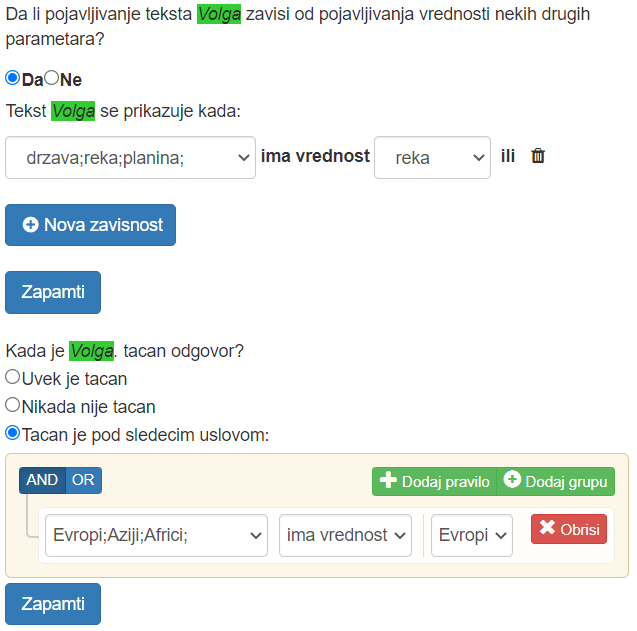 Da li pojavljivanje teksta Volga zavisi od pojavljivanja vrednosti nekih drugih
parametara?
Da Ne
Tekst Volga se prikazuje kada:
drzava;reka;planina; ima vrednost reka ili
Nova zavisnost
Zapamti
Kada je Volga. tacan odgovor?
Uvek je tacan
Nikada nije tacan
Tacan je pod sledecim uslovom:
AND OR Dodaj pravilo Dodaj grupu
Evropi;Aziji;Africi; ima vrednost Evropi Obrisi
Zapamti